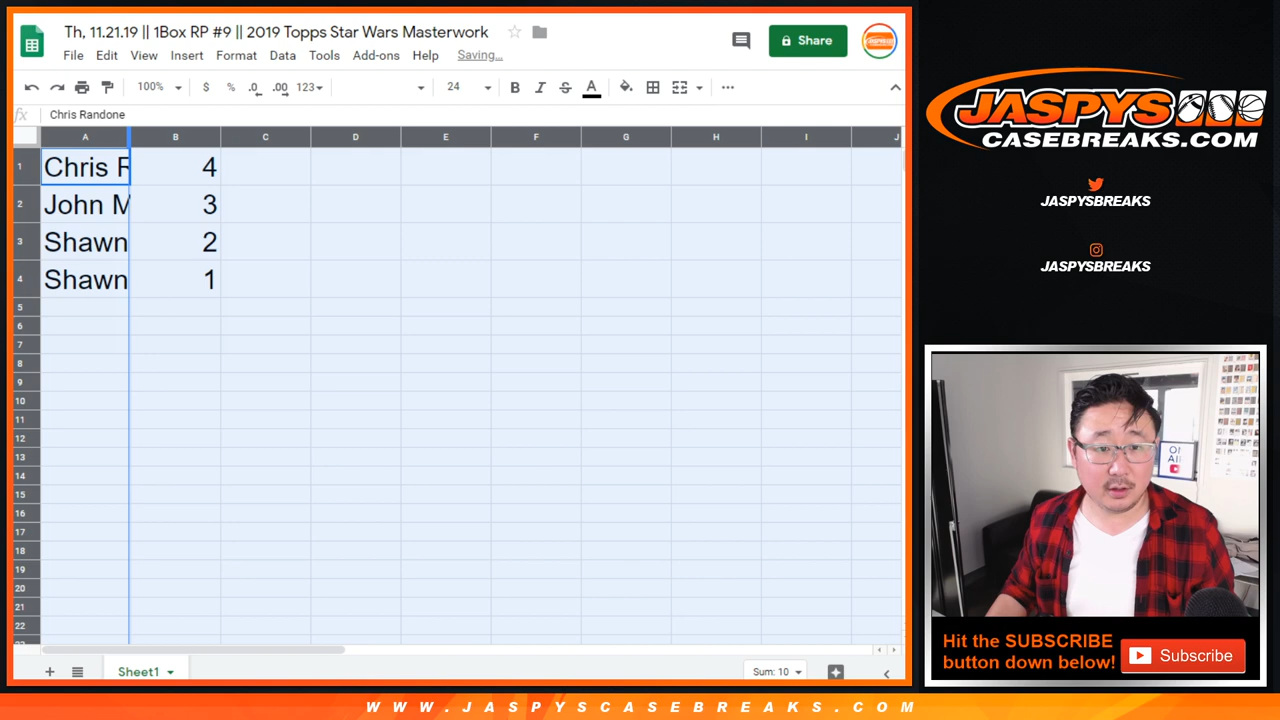 Th, 11.21.19 || 1Box RP #9 || 2019 Topps Star Wars Masterwork
File Edit View Insert Format Data Tools Add-ons Help Saving...
Share
100% $ % .0 .00 123 24 B I S A
fx Chris Randone
A B C D E F G H I J
1 Chris R 4
2 John M 3
3 Shawn 2
4 Shawn 1
5
6
7
8
9
10
11
12
13
14
15
16
17
18
19
20
21
22
Sheet1
Sum: 10
JASPYS
CASEBREAKS.COM
JASPYSBREAKS
JASPYSBREAKS
ON
AIR
Hit the SUBSCRIBE
button down below!
Subscribe
WWW.JASPYSCASEBREAKS.COM